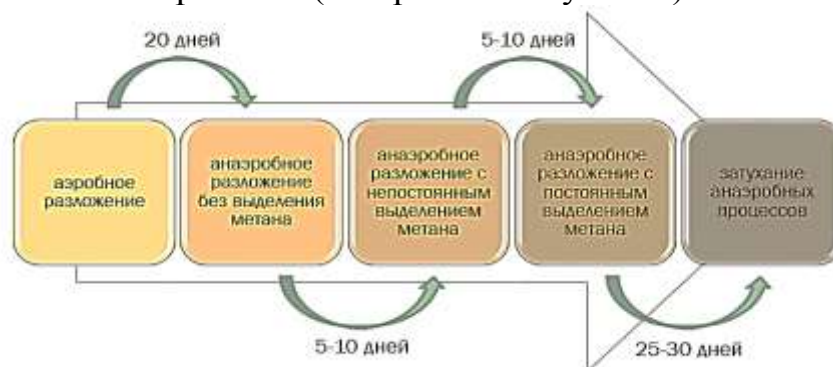 20 дней
5-10 дней
аэробное
разложение
анаэробное
разложение
без выделения
метана
анаэробное
разложение с
непостоянным
выделением
метана
анаэробное
разложение с
постоянным
выделением
метана
затухание
анаэробных
процессов
5-10 дней
25-30 дней